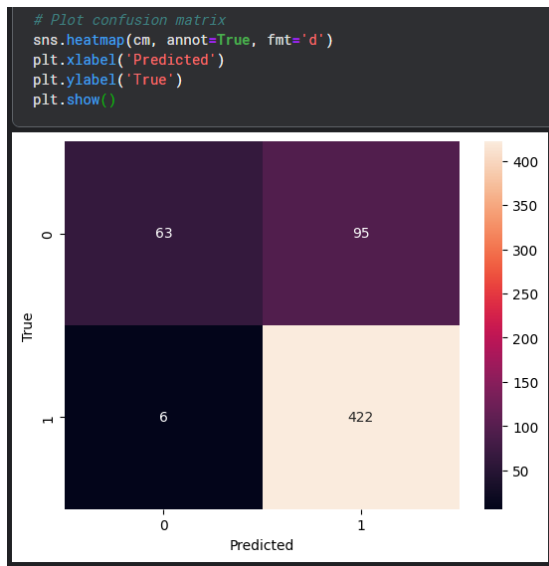 # Plot confusion matrix
sns.heatmap(cm, annot=True, fmt='d')
plt.xlabel('Predicted')
plt.ylabel('True')
plt.show()
400
350
300
250
200
150
100
50
0
63
95
True
1
6
422
0
1
Predicted